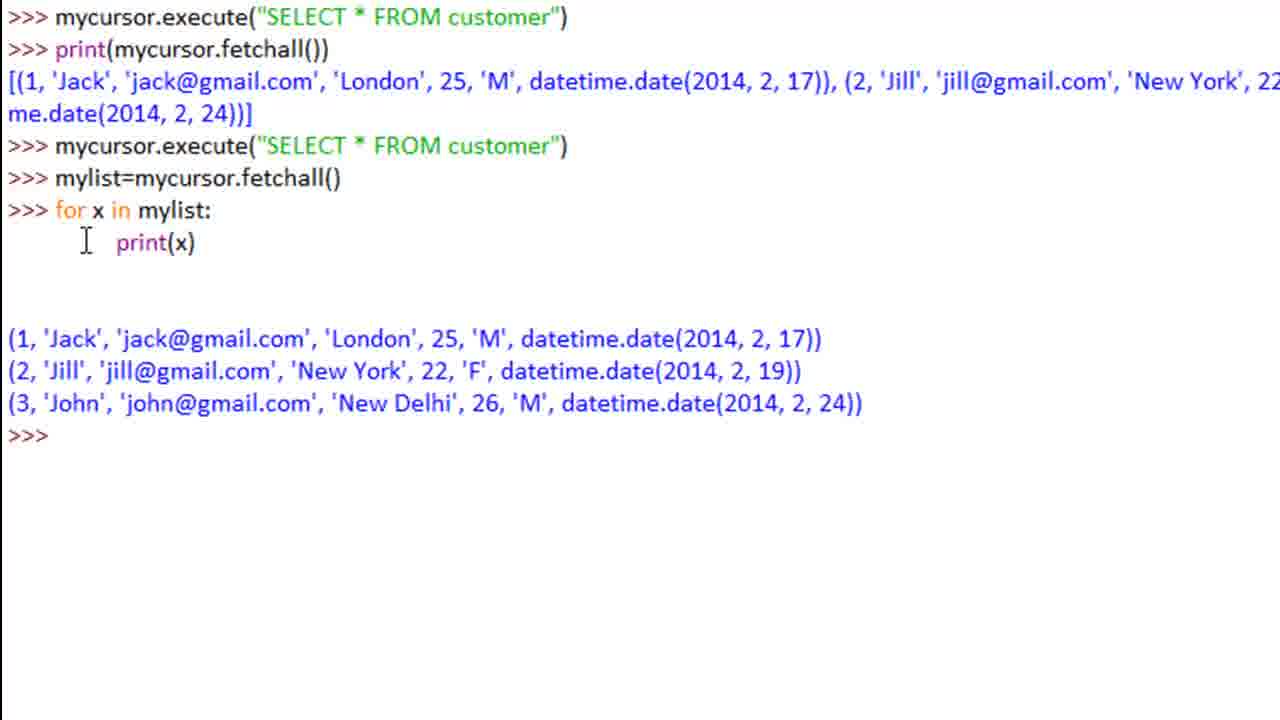 >>> mycursor.execute("SELECT * FROM customer")
>>> print(mycursor.fetchall())
[(1, 'Jack', 'jack@gmail.com', 'London', 25, 'M', datetime.date(2014, 2, 17)), (2, 'Jill', 'jill@gmail.com', 'New York', 22
me.date(2014, 2, 24))]
>>> mycursor.execute("SELECT * FROM customer")
>>> mylist=mycursor.fetchall()
>>> for x in mylist:
print(x)
(1, 'Jack', 'jack@gmail.com', 'London', 25, 'M', datetime.date(2014, 2, 17))
(2, 'Jill', 'jill@gmail.com', 'New York', 22, 'F', datetime.date(2014, 2, 19))
(3, 'John', 'john@gmail.com', 'New Delhi', 26, 'M', datetime.date(2014, 2, 24))
>>>